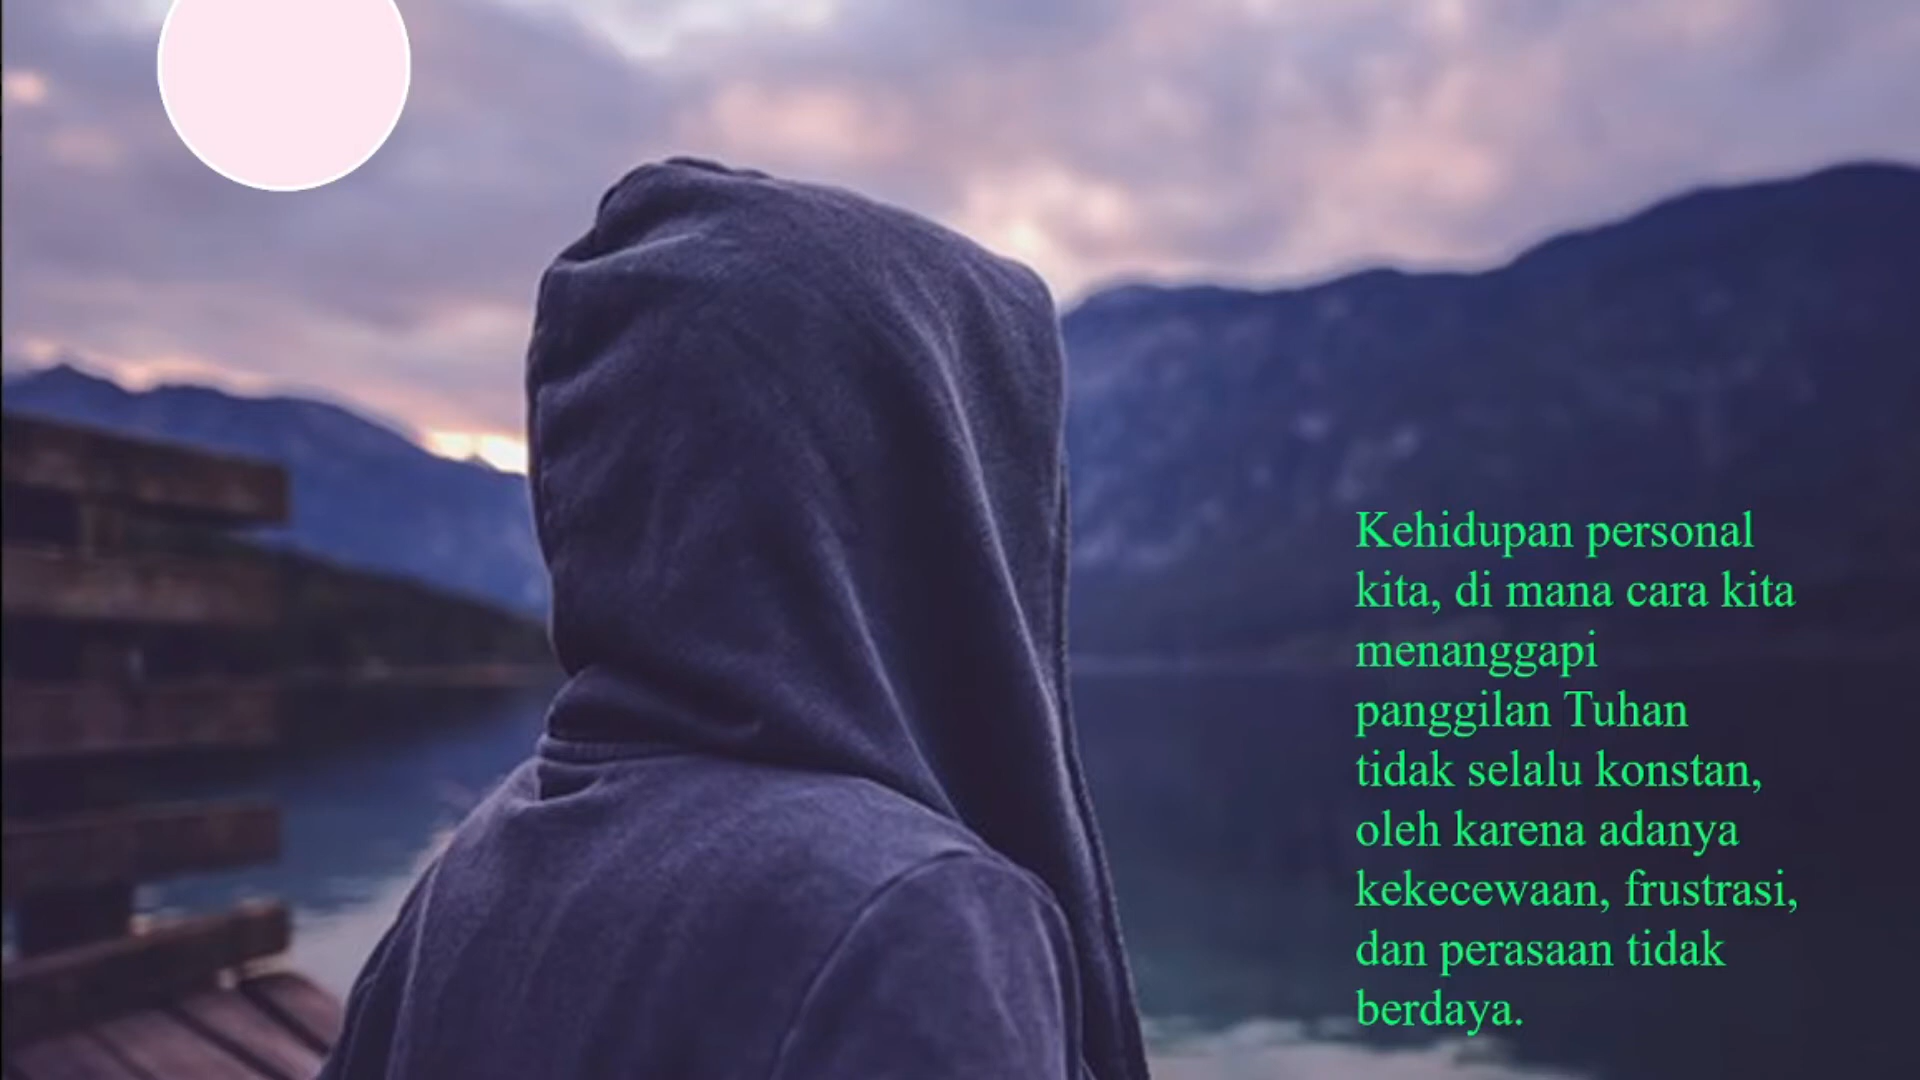 Kehidupan personal
kita, di mana cara kita
menanggapi
panggilan Tuhan
tidak selalu konstan,
oleh karena adanya
kekecewaan, frustrasi,
dan perasaan tidak
berdaya.